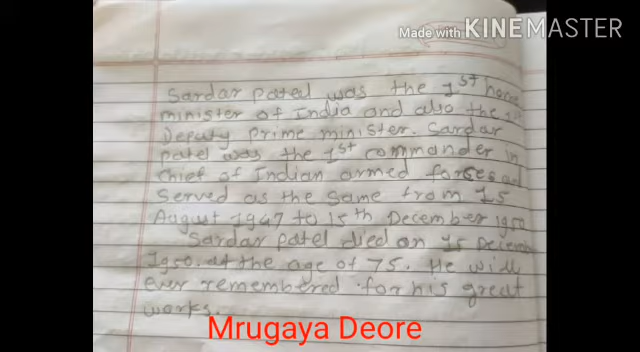 Made with KINEMASTER
Sardar Patel was the 1st home
minister of India and also the 1st
Deputy Prime minister. Sardar
Patel was the 1st commander in
chief of Indian armed forces and
Served as the same from 15
August 1947 to 15th December 1950
Sardar Patel died on 15 December
1950. at the age of 75. He will
ever remembered for his great
works.
Mrugaya Deore